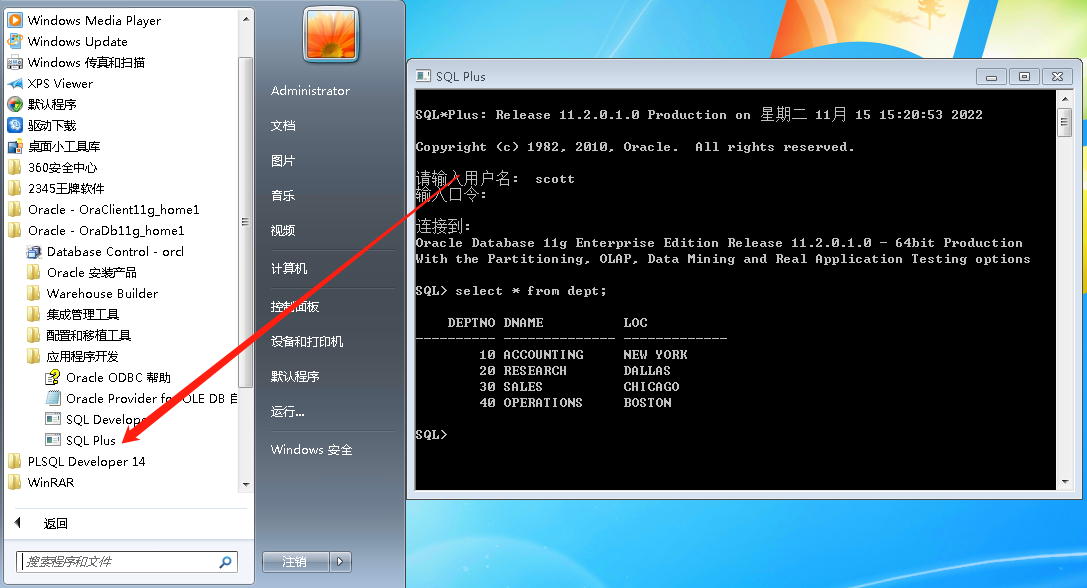 Windows Media Player
Windows Update
Windows 传真和扫描
XPS Viewer
默认程序
驱动下载
桌面小工具库
360安全中心
2345王牌软件
Oracle - OraClient11g_home1
Oracle - OraDb11g_home1
Database Control - orcl
Oracle 安装产品
Warehouse Builder
集成管理工具
配置和移植工具
应用程序开发
Oracle ODBC 帮助
Oracle Provider for OLE DB 自
SQL Develope
SQL Plus
PLSQL Developer 14
WinRAR
返回
搜索程序和文件
Administrator
文档
图片
音乐
视频
计算机
控制面板
设备和打印机
默认程序
运行...
Windows 安全
注销
SQL Plus
SQL*Plus: Release 11.2.0.1.0 Production on 星期二 11月 15 15:20:53 2022
Copyright (c) 1982, 2010, Oracle.  All rights reserved.
请输入用户名:  scott
输入口令:
连接到:
Oracle Database 11g Enterprise Edition Release 11.2.0.1.0 - 64bit Production
With the Partitioning, OLAP, Data Mining and Real Application Testing options
SQL> select * from dept;
DEPTNO DNAME          LOC
---------- -------------- -------------
10 ACCOUNTING     NEW YORK
20 RESEARCH       DALLAS
30 SALES          CHICAGO
40 OPERATIONS     BOSTON
SQL>